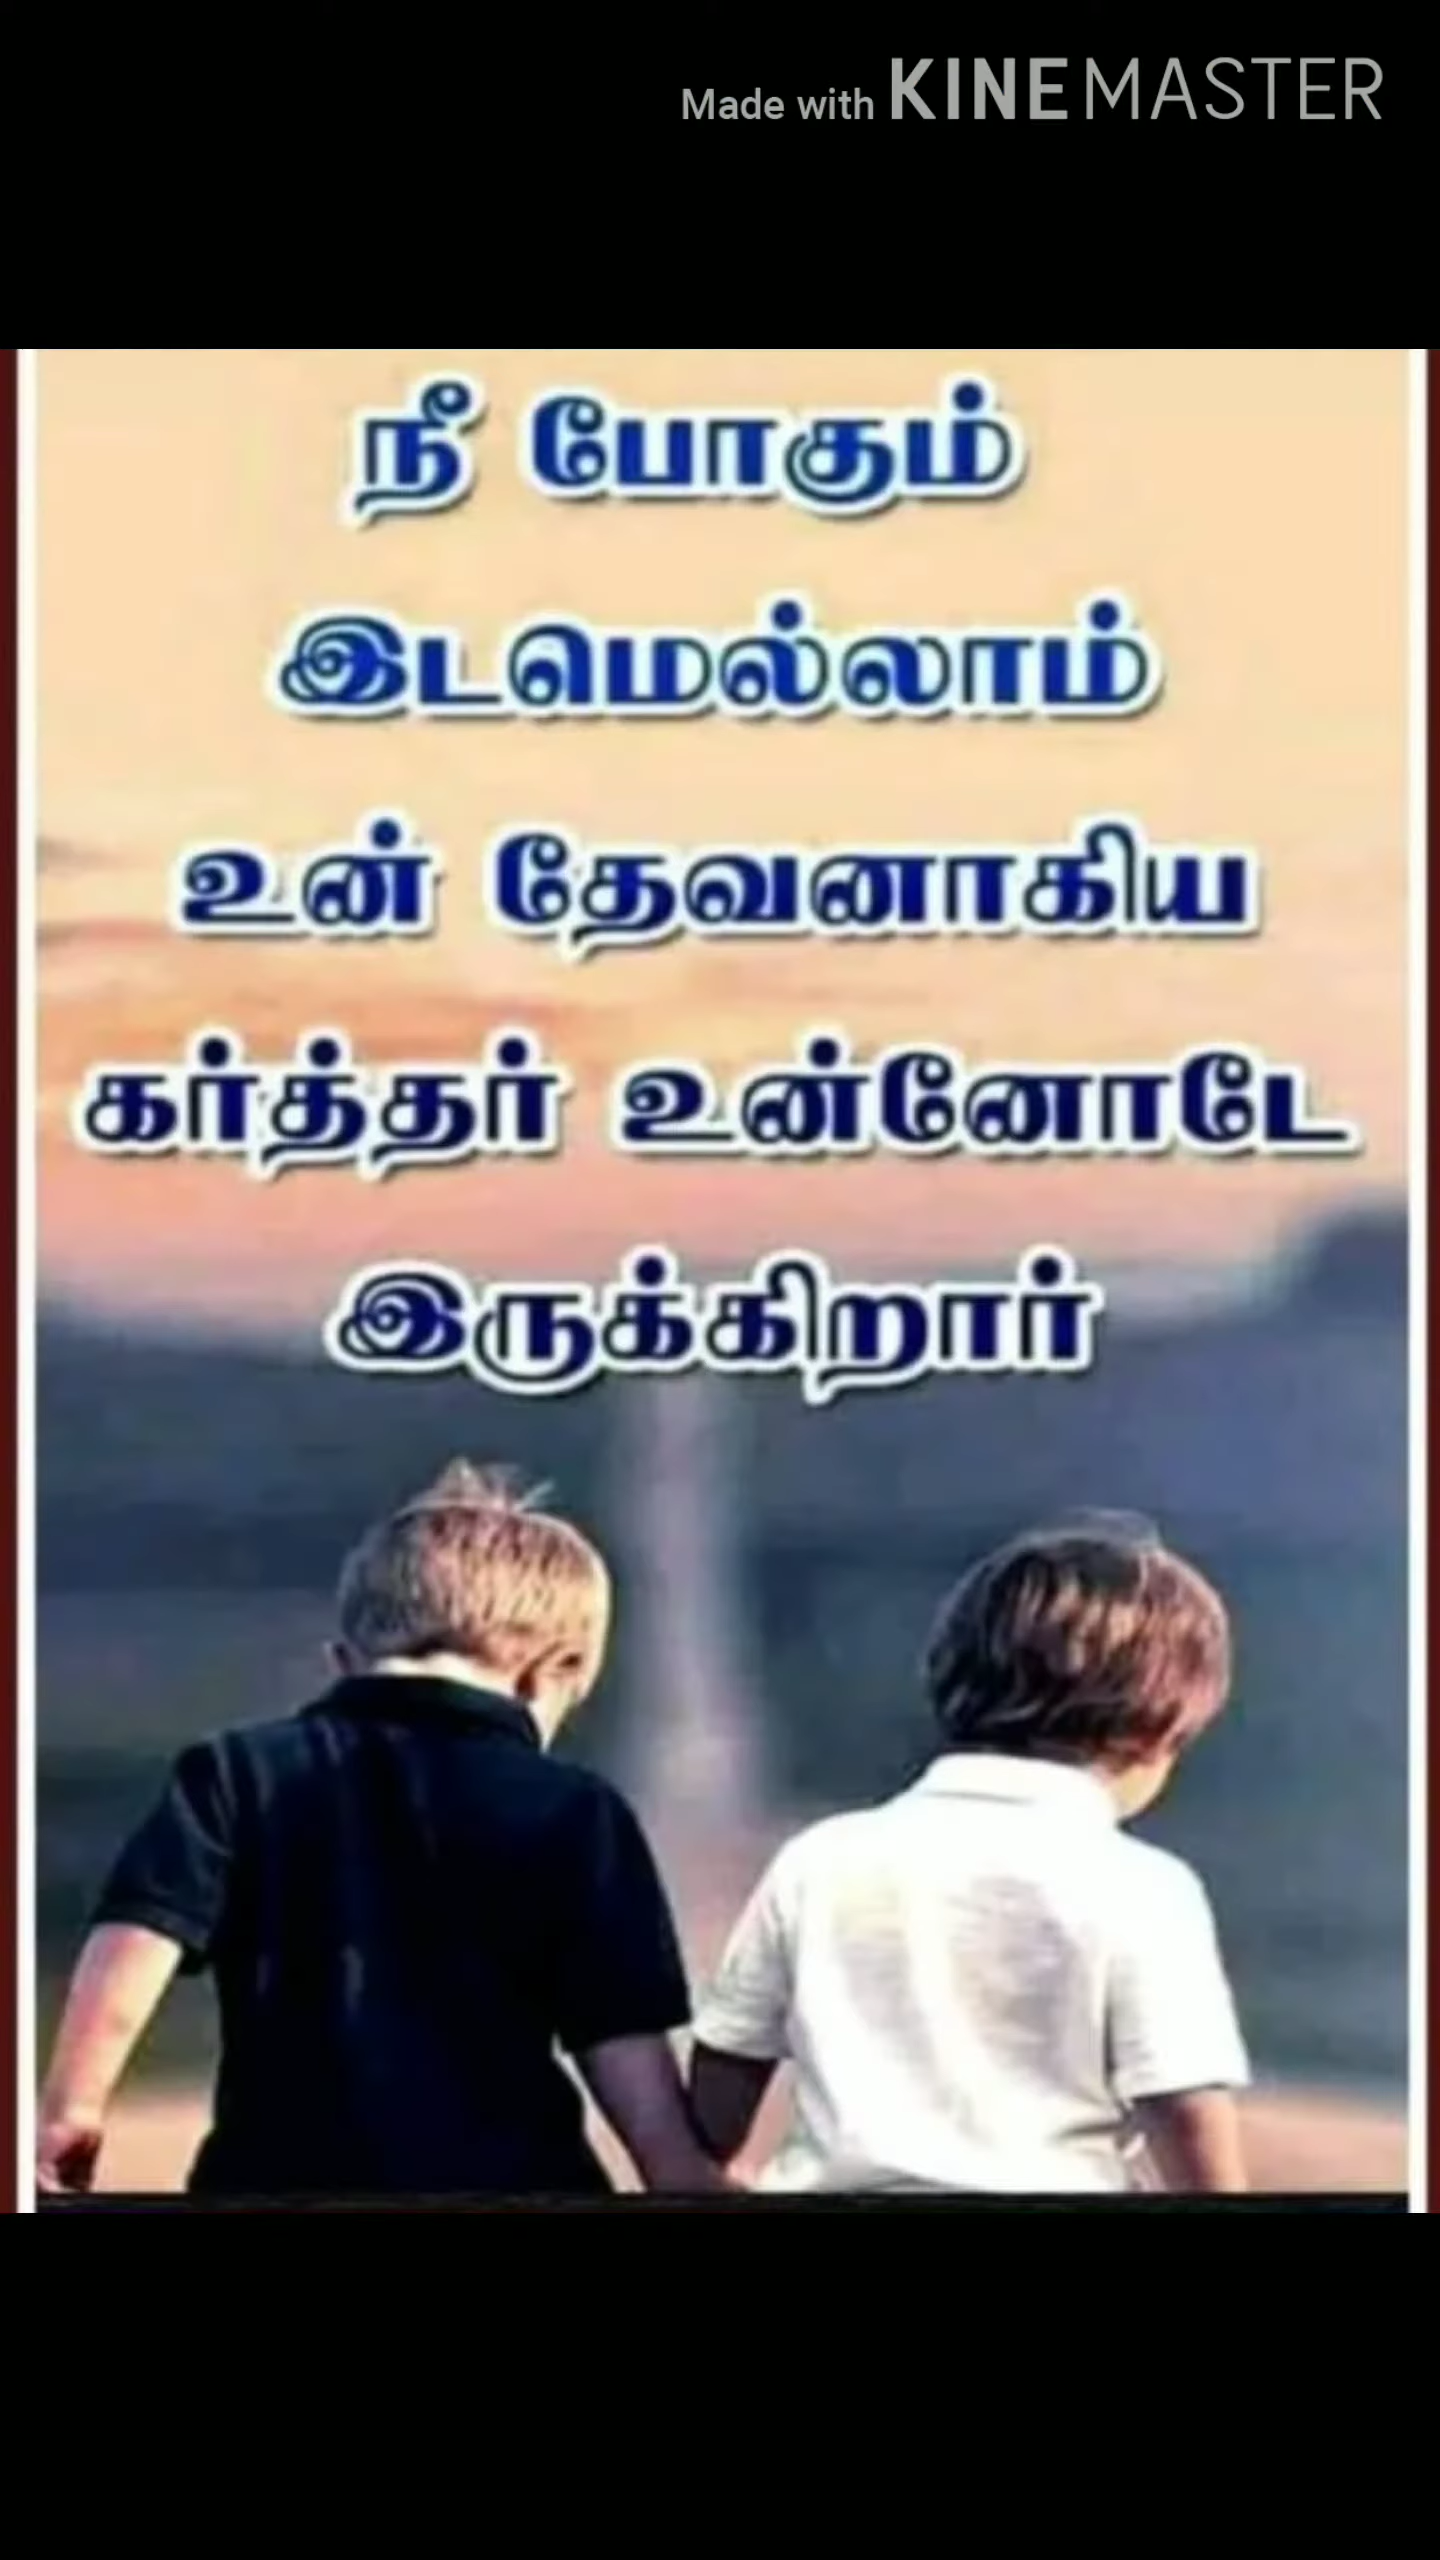 Made with KINEMASTER
நீ போகும்
இடமெல்லாம்
உன் தேவனாகிய
கர்த்தர் உன்னோடே
இருக்கிறார்